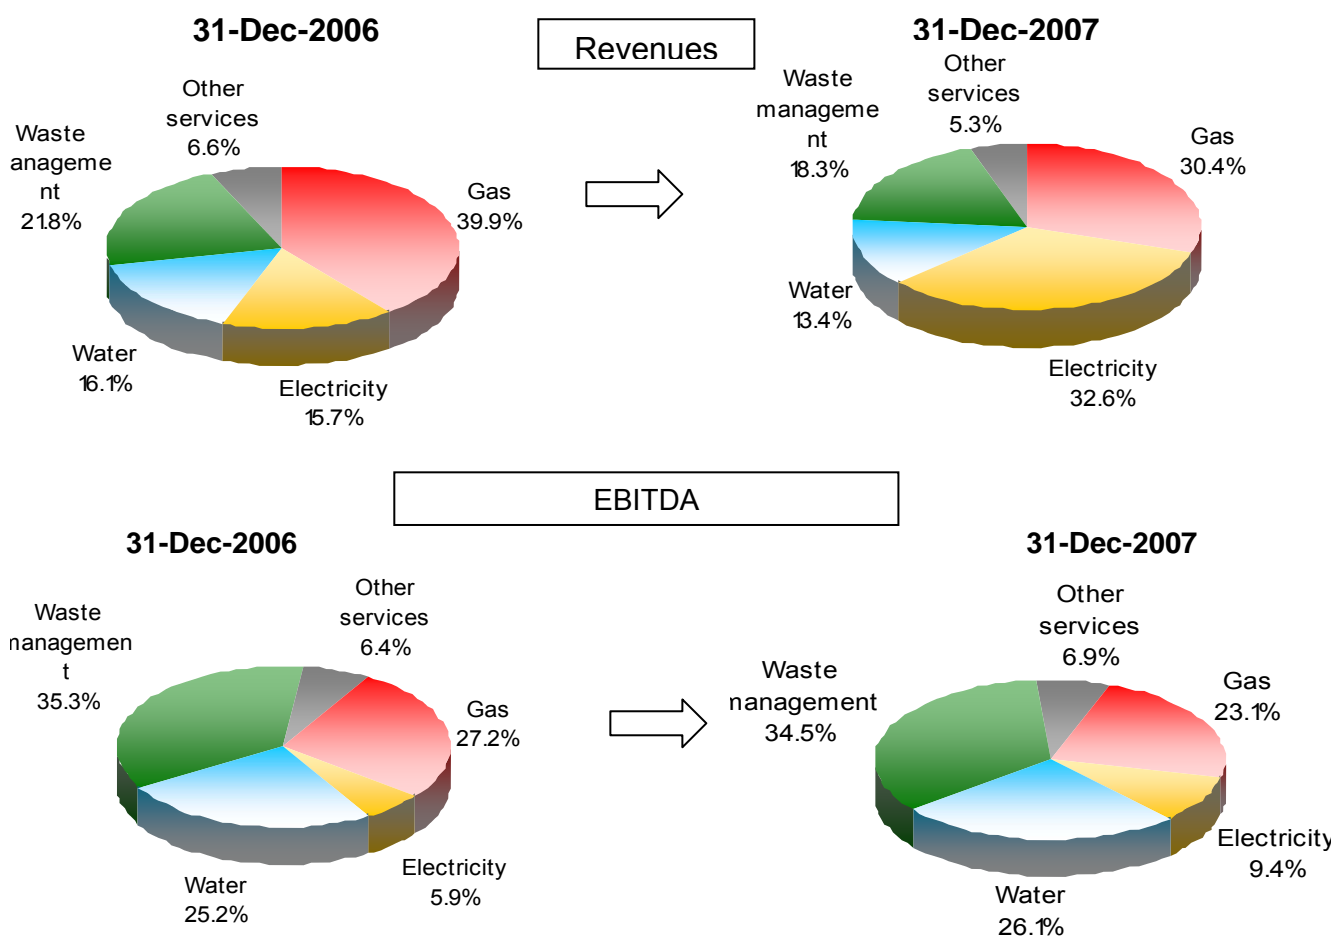 31-Dec-2006
Revenues
31-Dec-2007
Other
services
6.6%
Waste
anageme
nt
21.8%
Gas
39.9%
Water
16.1%
Electricity
15.7%
Other
services
5.3%
Waste
manageme
nt
18.3%
Gas
30.4%
Water
13.4%
Electricity
32.6%
EBITDA
31-Dec-2006
31-Dec-2007
Other
services
6.4%
Waste
managemen
t
35.3%
Gas
27.2%
Electricity
5.9%
Water
25.2%
Other
services
6.9%
Waste
management
34.5%
Gas
23.1%
Electricity
9.4%
Water
26.1%